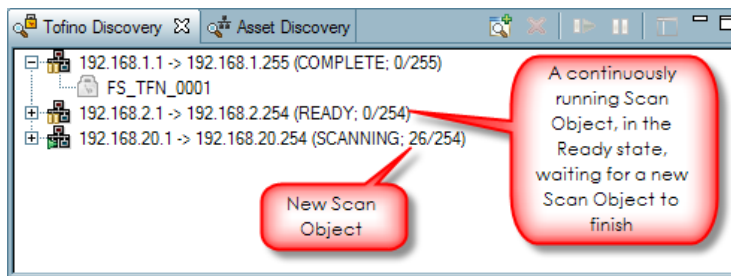 Tofino Discovery Asset Discovery
192.168.1.1 -> 192.168.1.255 (COMPLETE; 0/255)
FS_TFN_0001
192.168.2.1 -> 192.168.2.254 (READY; 0/254)
192.168.20.1 -> 192.168.20.254 (SCANNING; 26/254)
A continuously
running Scan
Object, in the
Ready state,
waiting for a new
Scan Object to
finish
New Scan
Object